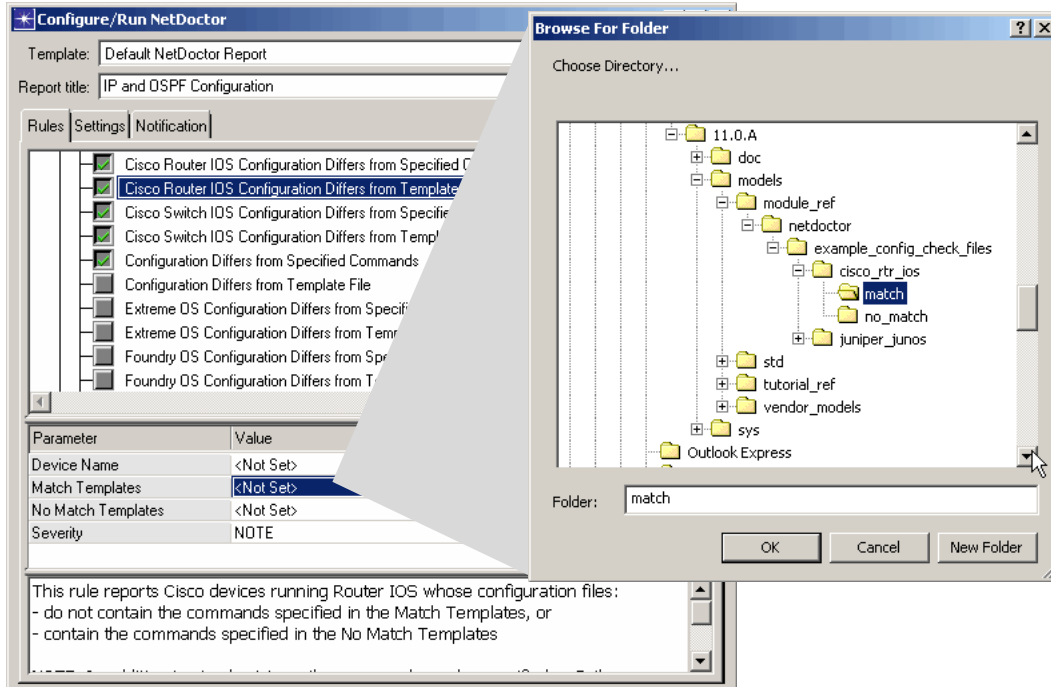 Configure/Run NetDoctor
Template: Default NetDoctor Report
Report title: IP and OSPF Configuration
Rules Settings Notification
Cisco Router IOS Configuration Differs from Specified
Cisco Router IOS Configuration Differs from Template
Cisco Switch IOS Configuration Differs from
Cisco Switch IOS Configuration Differs from
Configuration Differs from Specified Commands
Configuration Differs from Template File
Extreme OS Configuration Differs from
Extreme OS Configuration Differs from
Foundry OS Configuration Differs from
Foundry OS Configuration Differs from
Parameter Value
Device Name <Not Set>
Match Templates <Not Set>
No Match Templates <Not Set>
Severity NOTE
This rule reports Cisco devices running Router IOS whose configuration files:
- do not contain the commands specified in the Match Templates, or
- contain the commands specified in the No Match Templates
Browse For Folder
Choose Directory...
11.0.A
doc
models
module_ref
netdoctor
example_config_check_files
cisco_rtr_ios
match
no_match
juniper_junos
std
tutorial_ref
vendor_models
sys
Outlook Express
Folder: match
OK Cancel New Folder